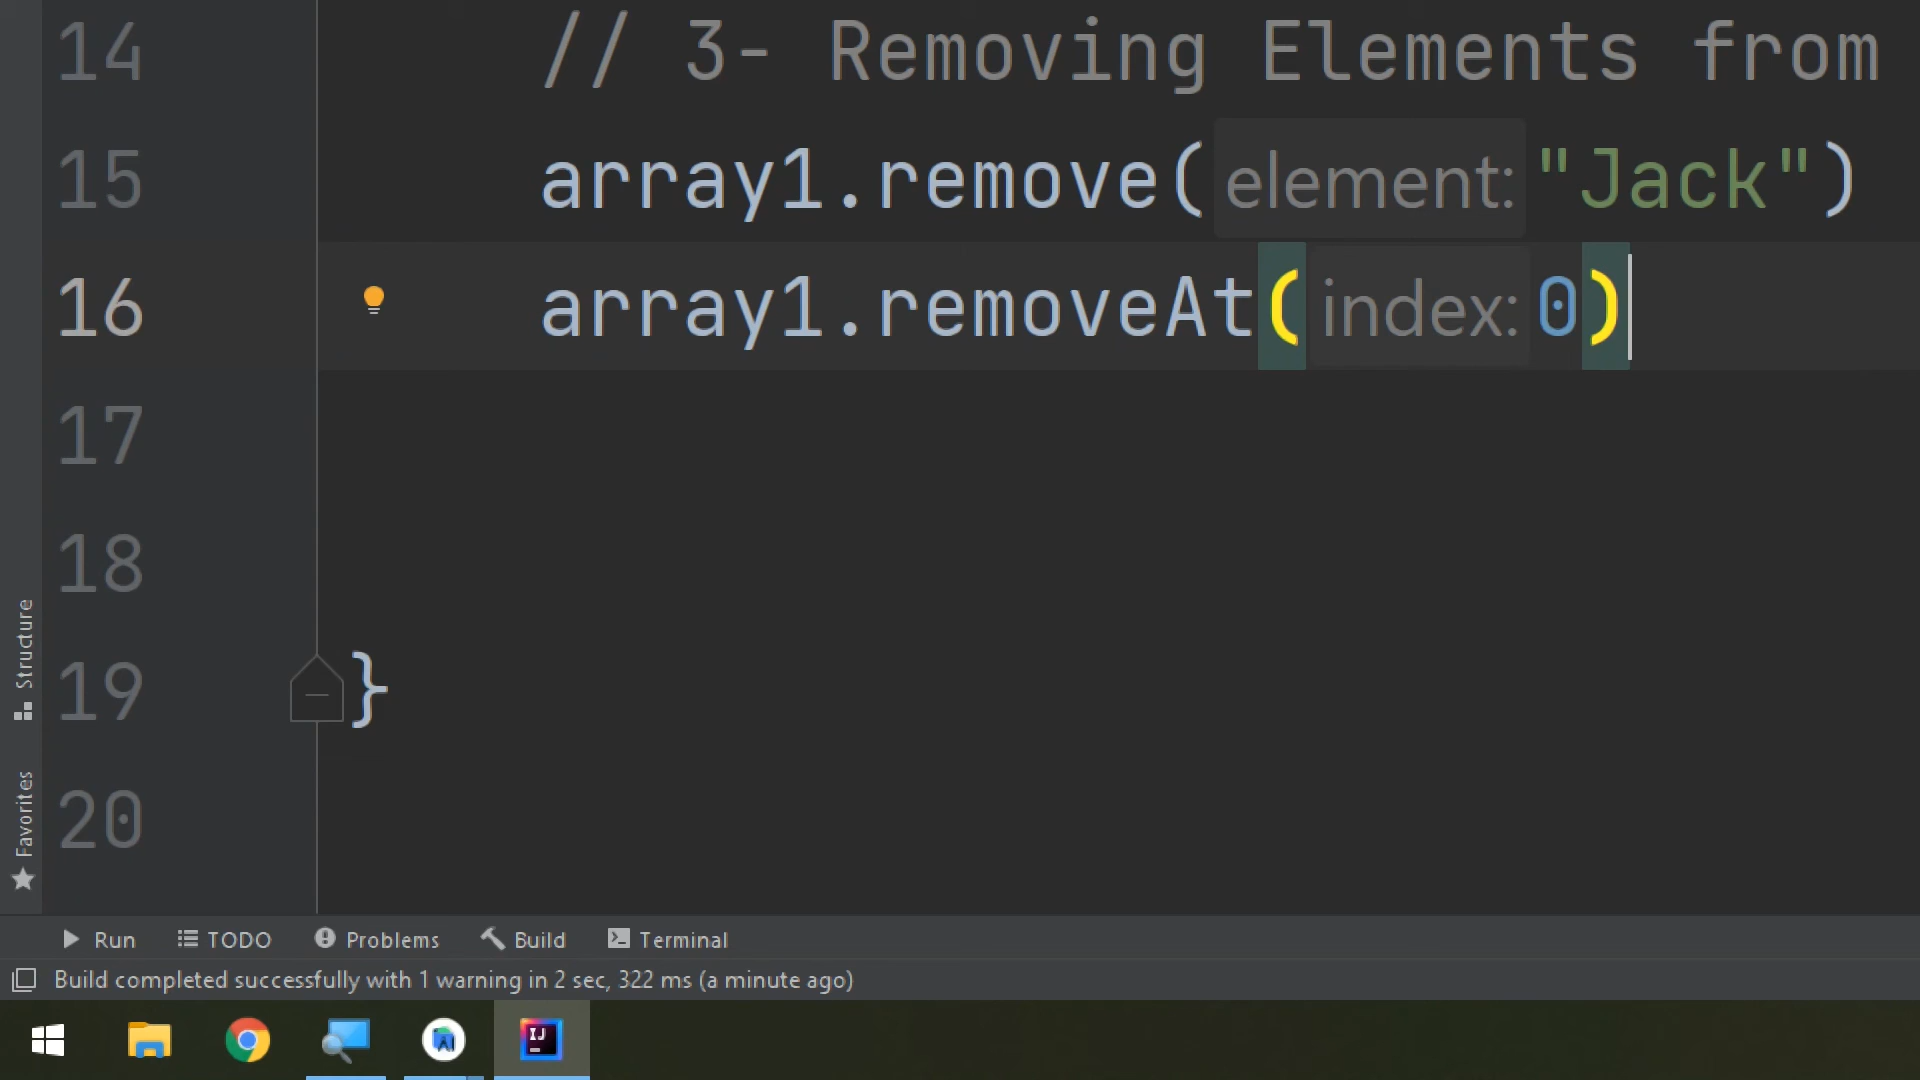 14 // 3- Removing Elements from
15 array1.remove( element: "Jack")
16 array1.removeAt( index: 0)
17
18
19 }
20
Structure
Favorites
Run TODO Problems Build Terminal
Build completed successfully with 1 warning in 2 sec, 322 ms (a minute ago)
IJ